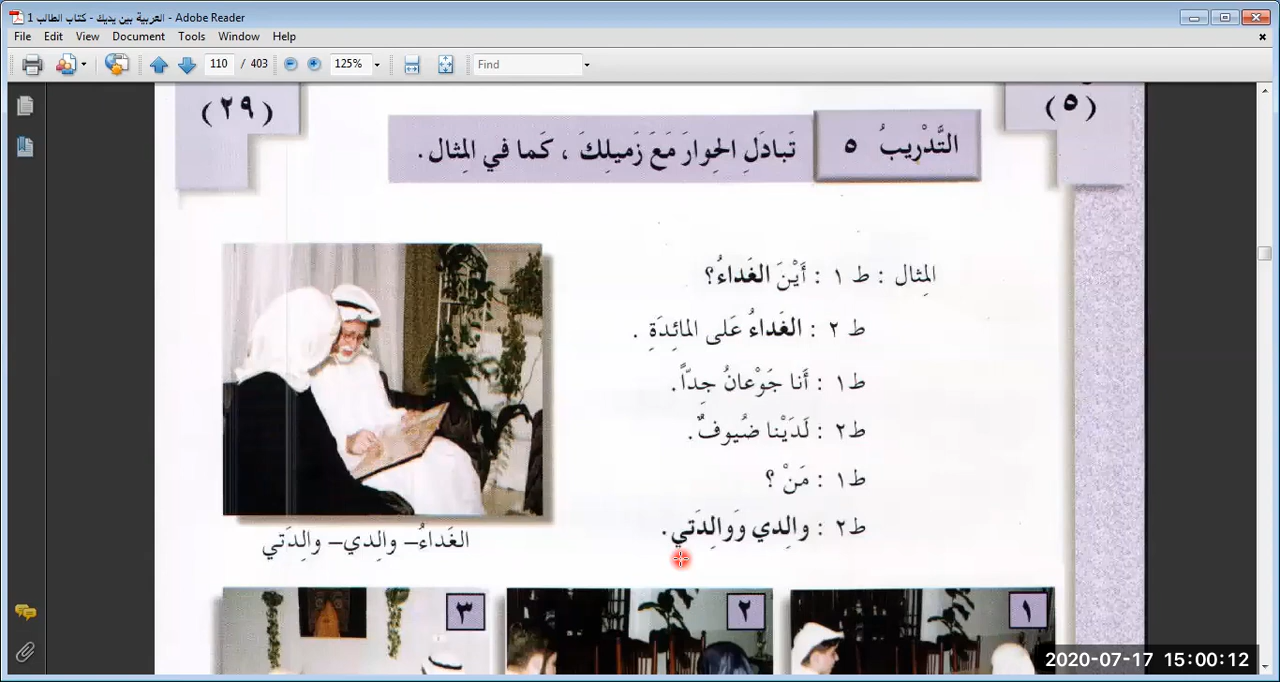 العربية بين يديك - كتاب الطالب 1 - Adobe Reader
File Edit View Document Tools Window Help
110 / 403 125% Find
(٥)
(٢٩)
التَّدْرِيبُ ٥ تَبادَلِ الحِوارَ مَعَ زَميلِكَ ، كَما في المِثال .
المِثال : ط ١ : أَيْنَ الغَداءُ؟
ط ٢ : الغَداءُ عَلى المائِدَةِ .
ط١ : أَنا جَوْعانُ جِدّاً.
ط٢ : لَدَيْنا ضُيوفٌ.
ط١ : مَنْ ؟
ط٢ : والِدي وَوالِدَتي.
الغَداءُ – والِدي – والِدَتي
١
٢
٣
2020-07-17 15:00:12